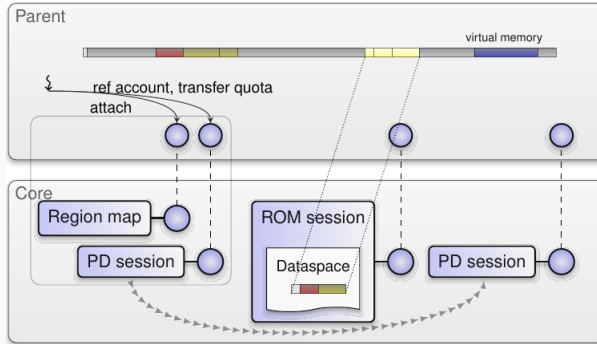 Parent
virtual memory
ref account, transfer quota
attach
Core
Region map
ROM session
PD session
Dataspace
PD session